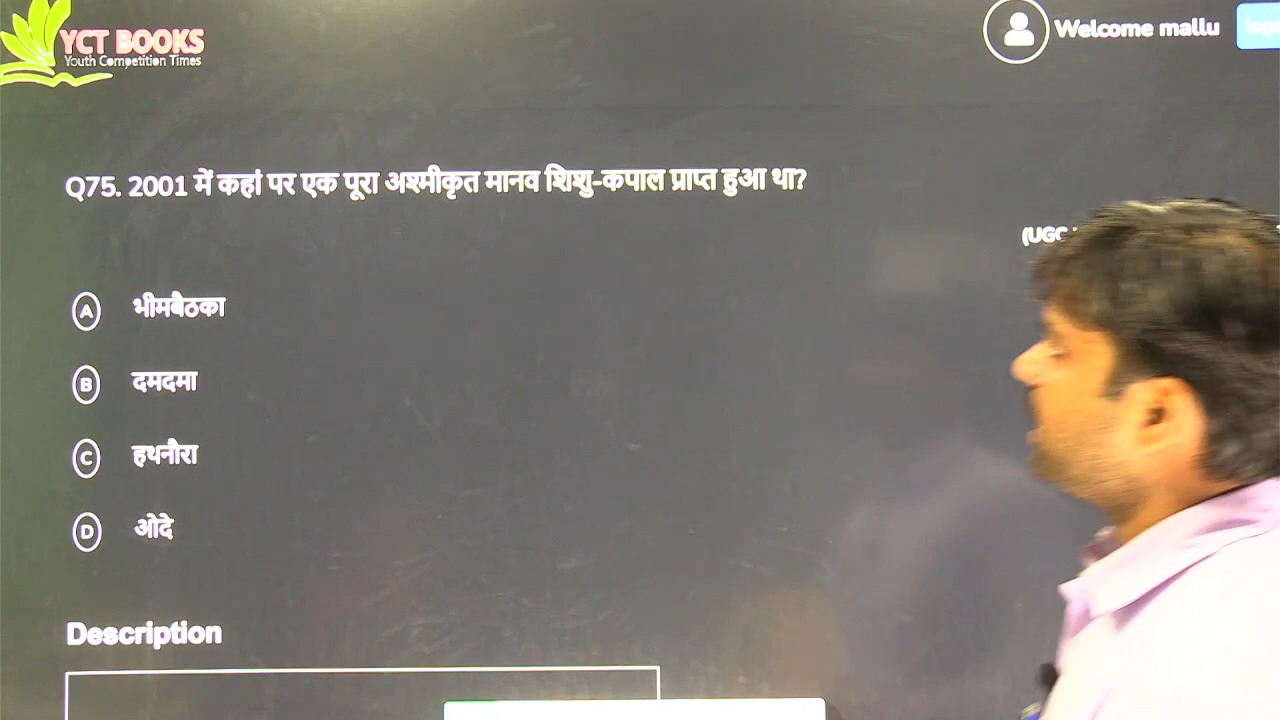 YCT BOOKS
Youth Competition Times
Welcome mallu
Q75. 2001 में कहां पर एक पूरा अश्मीकृत मानव शिशु-कपाल प्राप्त हुआ था?
(UGC
A भीमबैठका
B दमदमा
C हथनौरा
D ओदे
Description